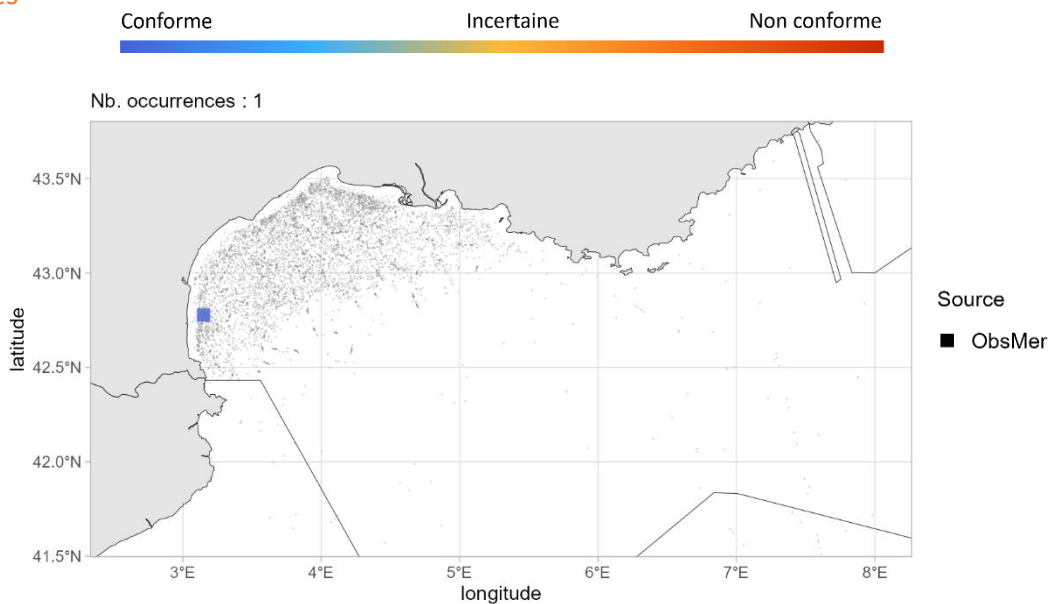 Conforme Incertaine Non conforme
Nb. occurrences : 1
43.5°N
43.0°N
42.5°N
42.0°N
41.5°N
latitude
3°E 4°E 5°E 6°E 7°E 8°E
longitude
Source
ObsMer